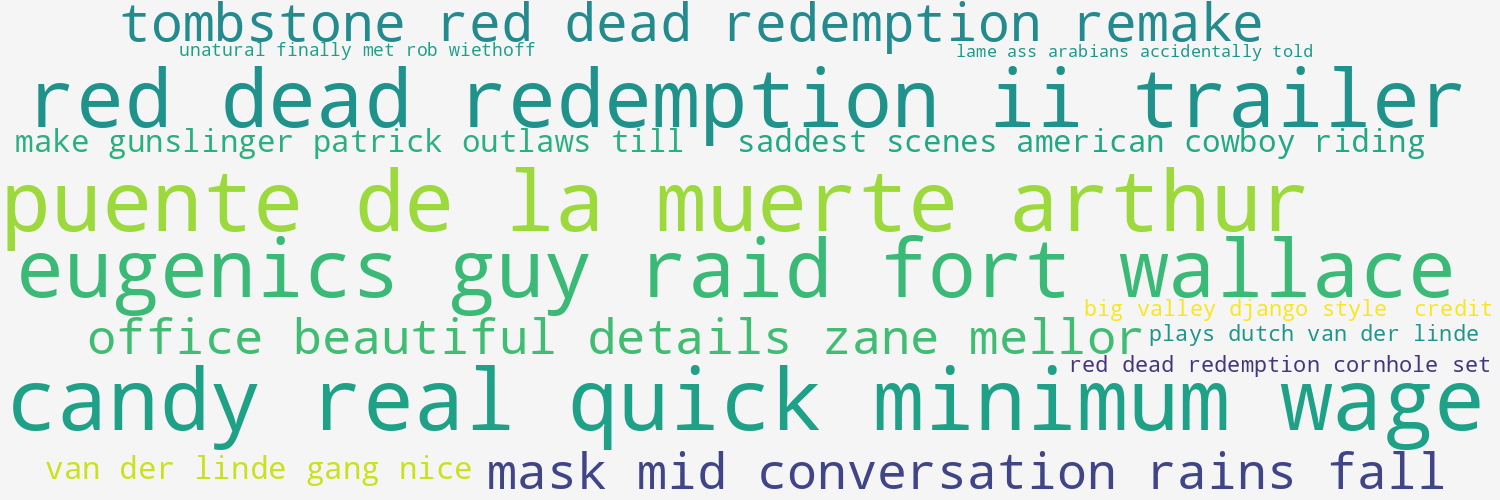 tombstone red dead redemption remake
unatural finally met rob wiethoff
lame ass arabians accidentally told
red dead redemption ii trailer
make gunslinger patrick outlaws till
saddest scenes american cowboy riding
puente de la muerte arthur
eugenics guy raid fort wallace
big valley django style credit
office beautiful details zane mellor
plays dutch van der linde
red dead redemption cornhole set
candy real quick minimum wage
van der linde gang nice
mask mid conversation rains fall